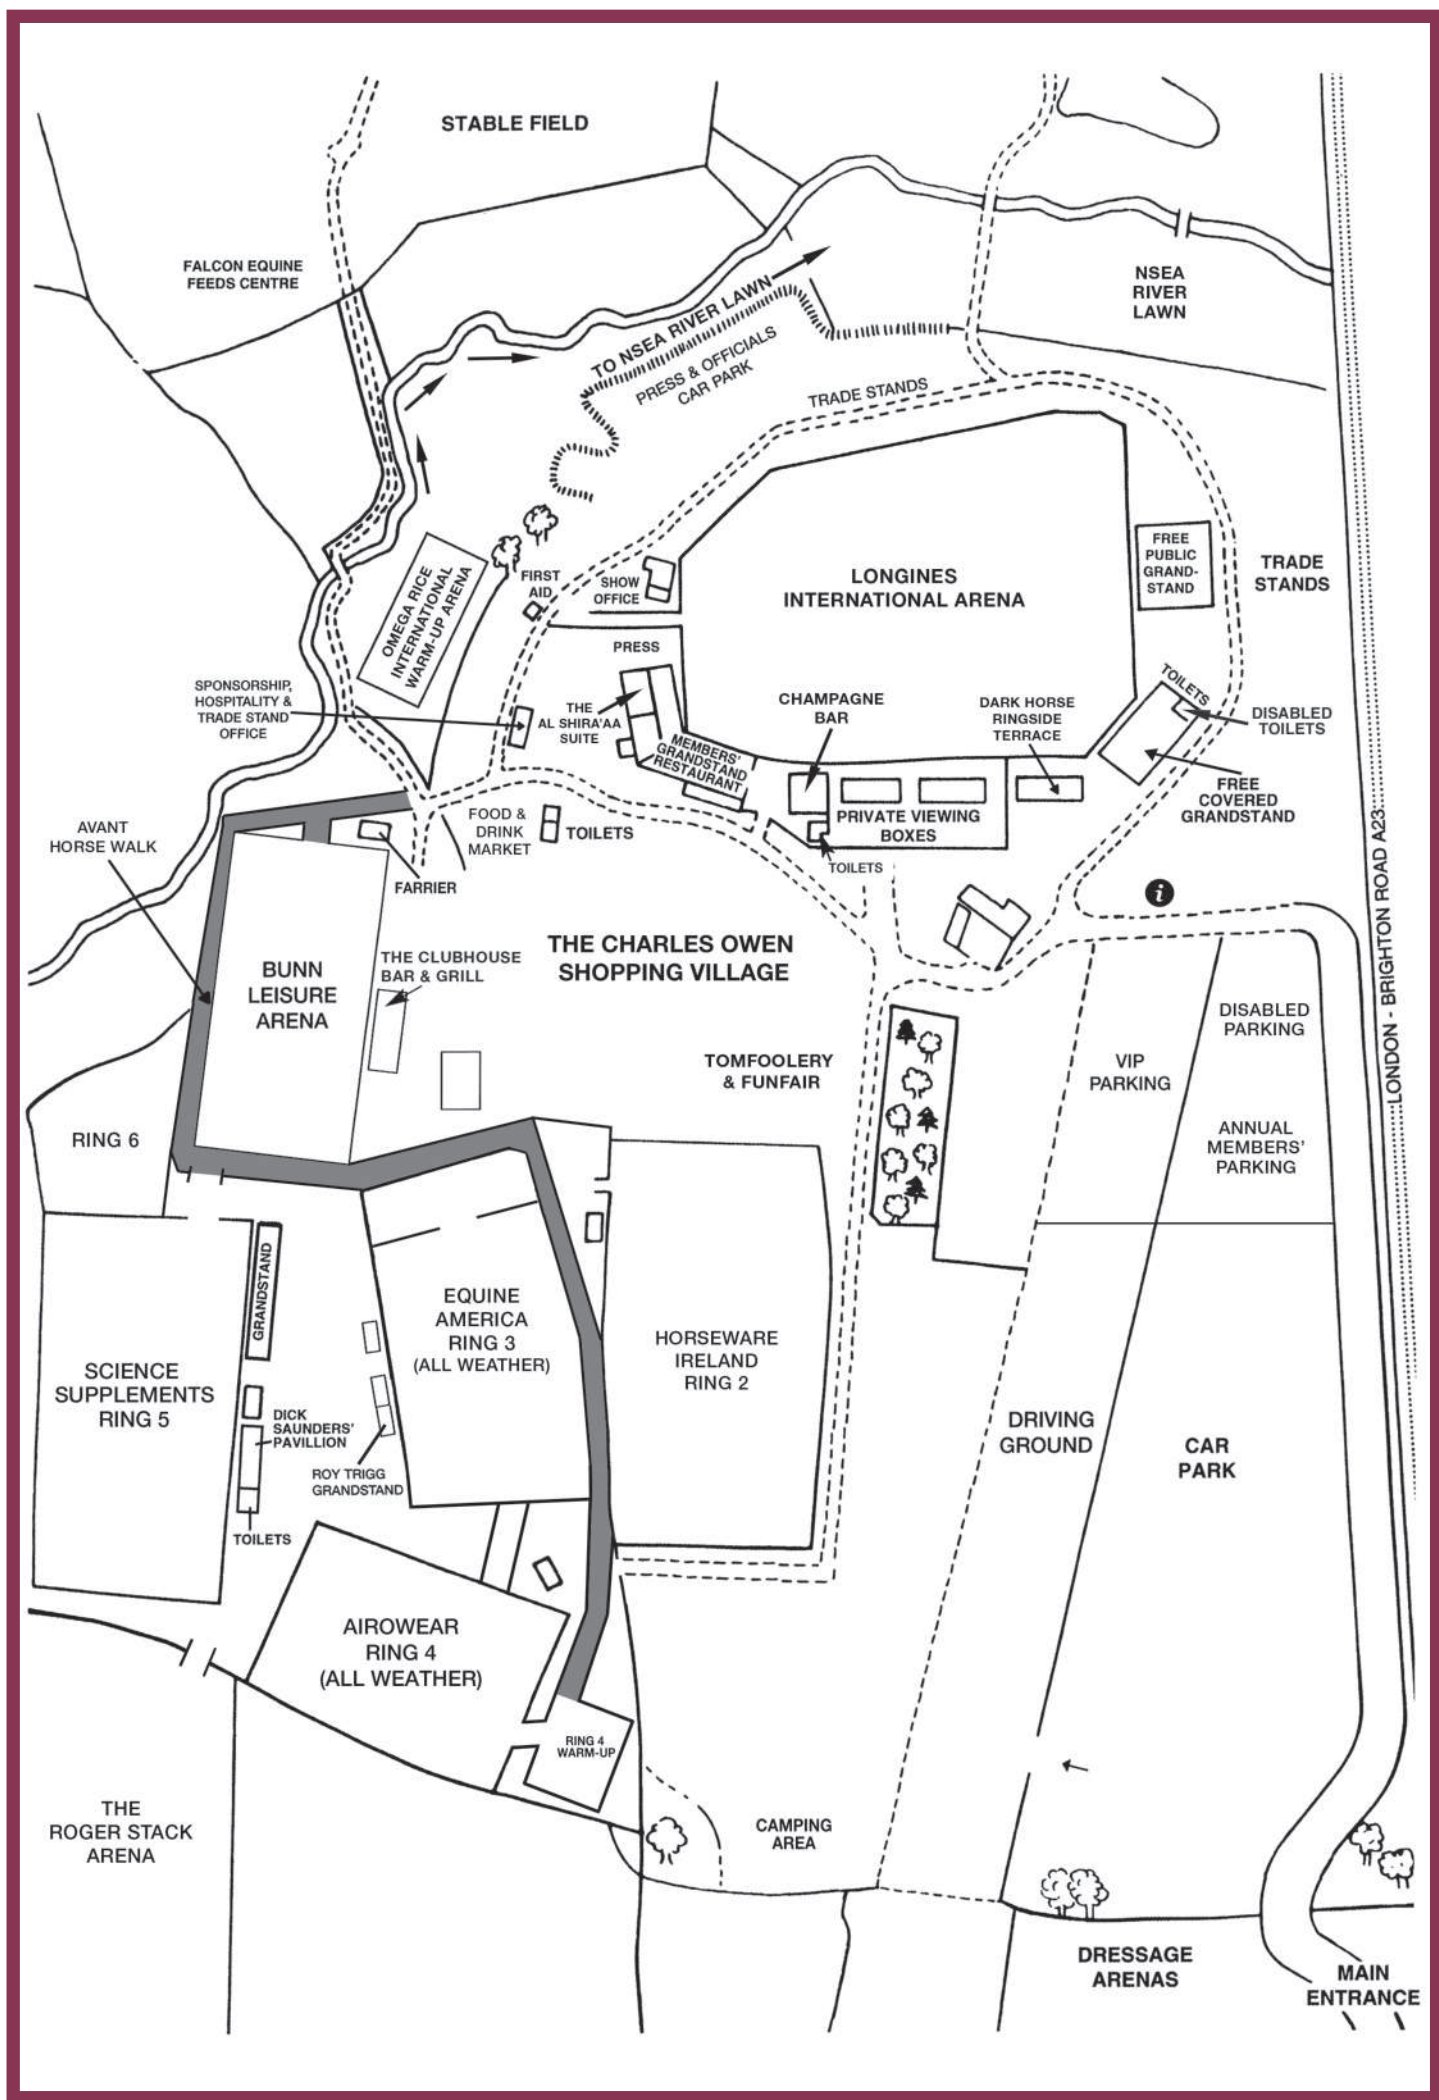 STABLE FIELD
FALCON EQUINE
FEEDS CENTRE
NSEA
RIVER
LAWN
TO NSEA RIVER LAWN
PRESS & OFFICIALS
CAR PARK
TRADE STANDS
FREE
PUBLIC
GRAND-
STAND
TRADE
STANDS
LONGINES
INTERNATIONAL ARENA
OMEGA RICE
INTERNATIONAL
WARM-UP ARENA
FIRST
AID
SHOW
OFFICE
PRESS
SPONSORSHIP,
HOSPITALITY &
TRADE STAND
OFFICE
THE
AL SHIRA'AA
SUITE
MEMBERS'
GRANDSTAND
RESTAURANT
CHAMPAGNE
BAR
DARK HORSE
RINGSIDE
TERRACE
TOILETS
DISABLED
TOILETS
FREE
COVERED
GRANDSTAND
PRIVATE VIEWING
BOXES
TOILETS
AVANT
HORSE WALK
FOOD &
DRINK
MARKET
TOILETS
FARRIER
i
LONDON - BRIGHTON ROAD A23
THE CHARLES OWEN
SHOPPING VILLAGE
THE CLUBHOUSE
BAR & GRILL
BUNN
LEISURE
ARENA
DISABLED
PARKING
VIP
PARKING
TOMFOOLERY
& FUNFAIR
ANNUAL
MEMBERS'
PARKING
RING 6
GRANDSTAND
EQUINE
AMERICA
RING 3
(ALL WEATHER)
HORSEWARE
IRELAND
RING 2
SCIENCE
SUPPLEMENTS
RING 5
DICK
SAUNDERS'
PAVILLION
ROY TRIGG
GRANDSTAND
TOILETS
DRIVING
GROUND
CAR
PARK
AIROWEAR
RING 4
(ALL WEATHER)
RING 4
WARM-UP
THE
ROGER STACK
ARENA
CAMPING
AREA
DRESSAGE
ARENAS
MAIN
ENTRANCE